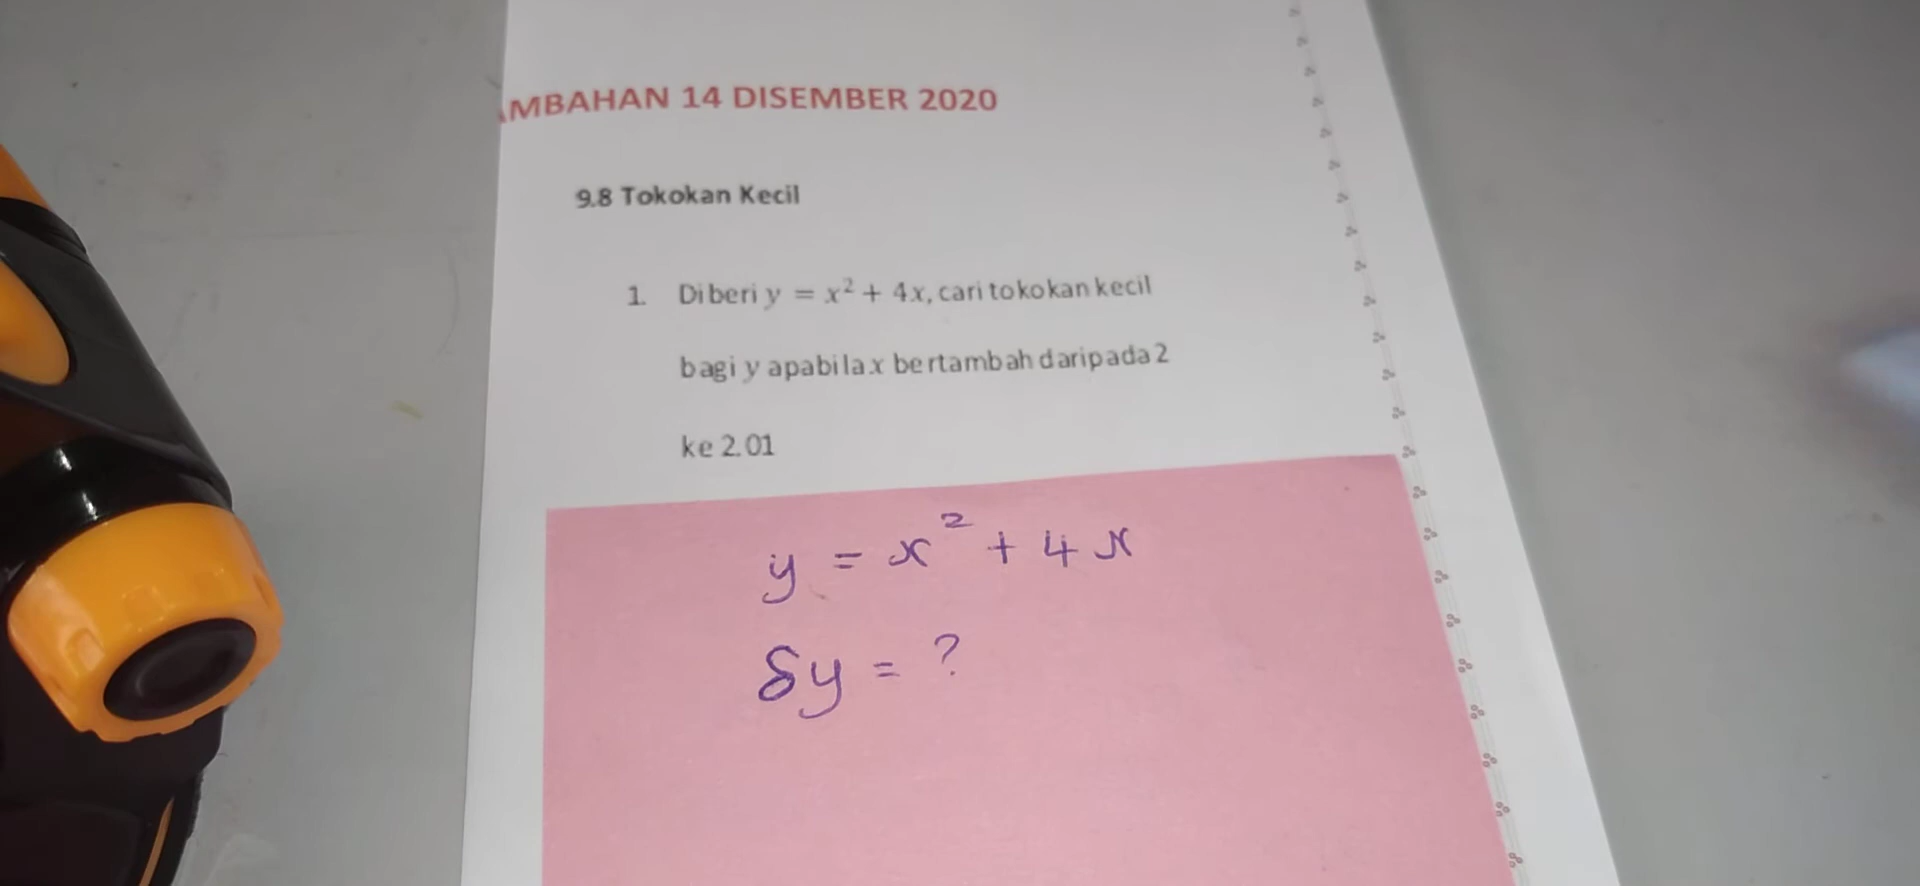 MBAHAN 14 DISEMBER 2020
9.8 Tokokan Kecil
1. Diberi y = x² + 4x, cari tokokan kecil
bagi y apabila x bertambah daripada 2
ke 2.01
y = x² + 4x
δy = ?